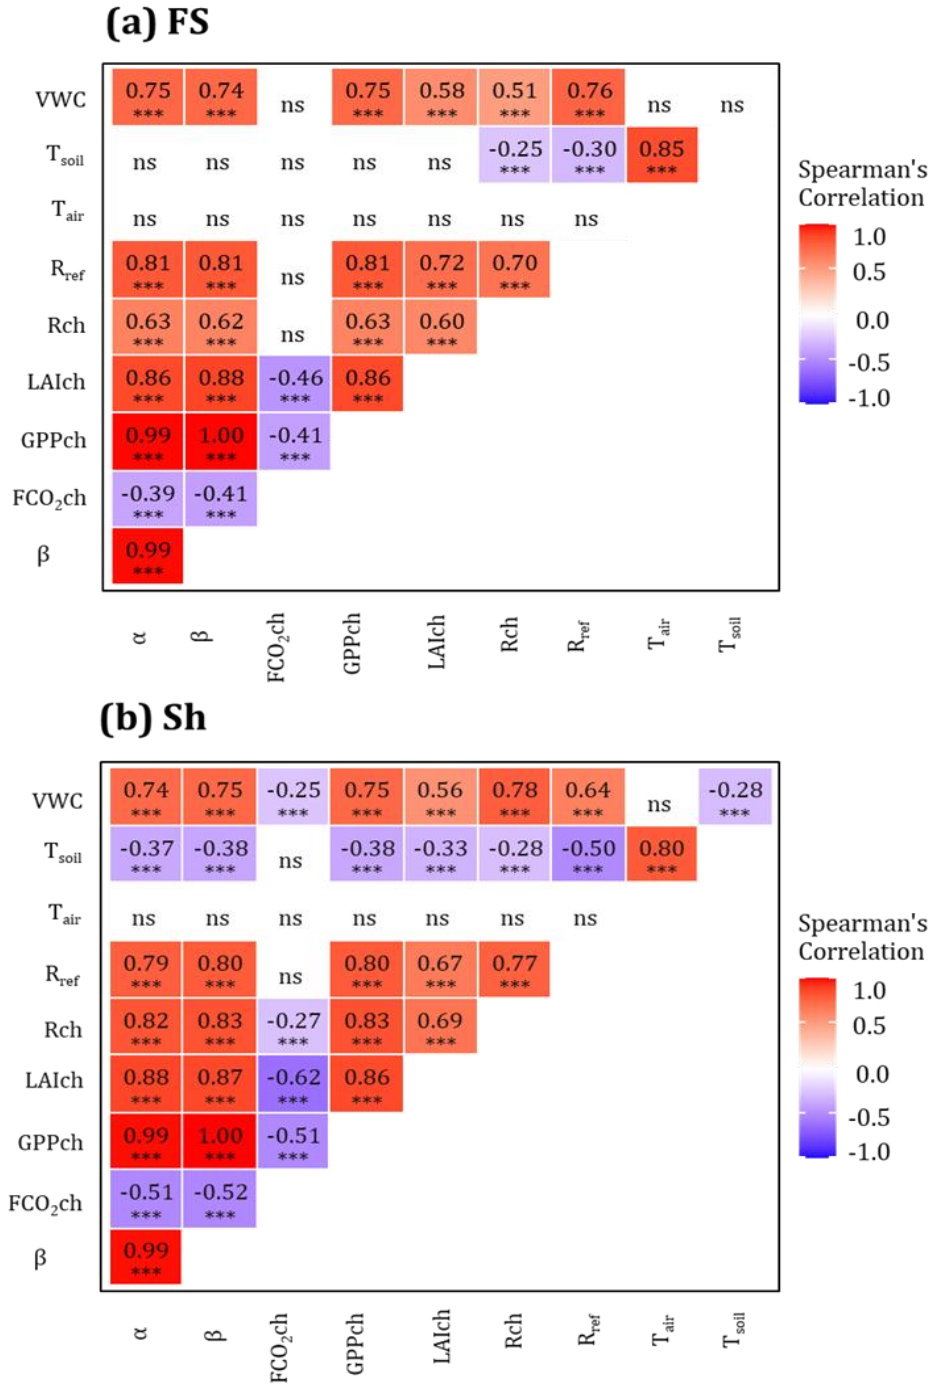 (a) FS
VWC 0.75 0.74 ns 0.75 0.58 0.51 0.76 ns ns
*** *** *** *** *** ***
Tsoil ns ns ns ns ns -0.25 -0.30 0.85
*** *** ***
Tair ns ns ns ns ns ns ns
Rref 0.81 0.81 ns 0.81 0.72 0.70
*** *** *** *** ***
Rch 0.63 0.62 ns 0.63 0.60
*** *** *** ***
LAIch 0.86 0.88 -0.46 0.86
*** *** *** ***
GPPch 0.99 1.00 -0.41
*** *** ***
FCO₂ch -0.39 -0.41
*** ***
β 0.99
***
α β FCO₂ch GPPch LAIch Rch Rref Tair Tsoil
Spearman's
Correlation
1.0
0.5
0.0
-0.5
-1.0
(b) Sh
VWC 0.74 0.75 -0.25 0.75 0.56 0.78 0.64 ns -0.28
*** *** *** *** *** *** *** ***
Tsoil -0.37 -0.38 ns -0.38 -0.33 -0.28 -0.50 0.80
*** *** *** *** *** *** ***
Tair ns ns ns ns ns ns ns
Rref 0.79 0.80 ns 0.80 0.67 0.77
*** *** *** *** ***
Rch 0.82 0.83 -0.27 0.83 0.69
*** *** *** *** ***
LAIch 0.88 0.87 -0.62 0.86
*** *** *** ***
GPPch 0.99 1.00 -0.51
*** *** ***
FCO₂ch -0.51 -0.52
*** ***
β 0.99
***
α β FCO₂ch GPPch LAIch Rch Rref Tair Tsoil
Spearman's
Correlation
1.0
0.5
0.0
-0.5
-1.0